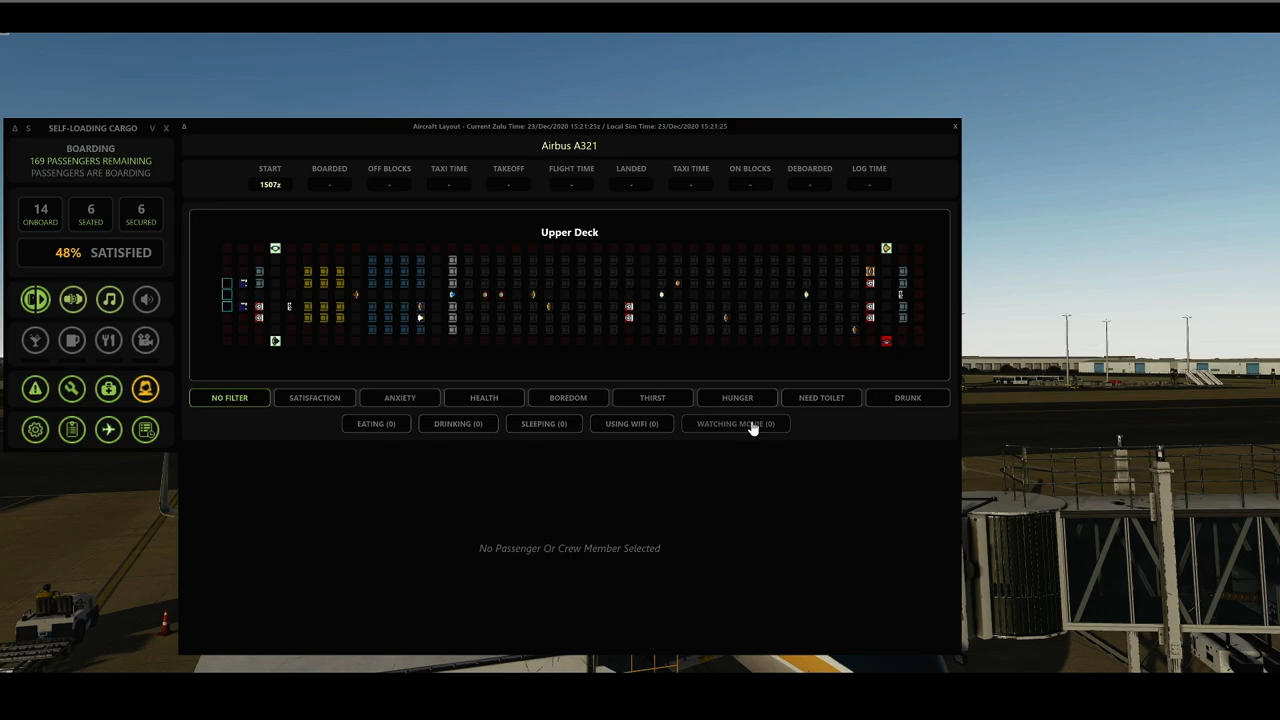 Δ S SELF-LOADING CARGO V X
BOARDING
169 PASSENGERS REMAINING
PASSENGERS ARE BOARDING
14 6 6
ONBOARD SEATED SECURED
48% SATISFIED
Δ Aircraft Layout - Current Zulu Time: 23/Dec/2020 15:21:25z / Local Sim Time: 23/Dec/2020 15:21:25 X
Airbus A321
START BOARDED OFF BLOCKS TAXI TIME TAKEOFF FLIGHT TIME LANDED TAXI TIME ON BLOCKS DEBOARDED LOG TIME
1507z - - - - - - - - - -
Upper Deck
NO FILTER SATISFACTION ANXIETY HEALTH BOREDOM THIRST HUNGER NEED TOILET DRUNK
EATING (0) DRINKING (0) SLEEPING (0) USING WIFI (0) WATCHING MOVIE (0)
No Passenger Or Crew Member Selected